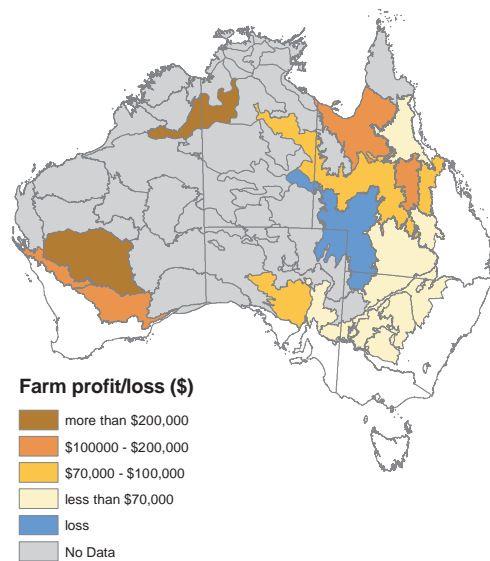 Farm profit/loss ($)
more than $200,000
$100000 - $200,000
$70,000 - $100,000
less than $70,000
loss
No Data